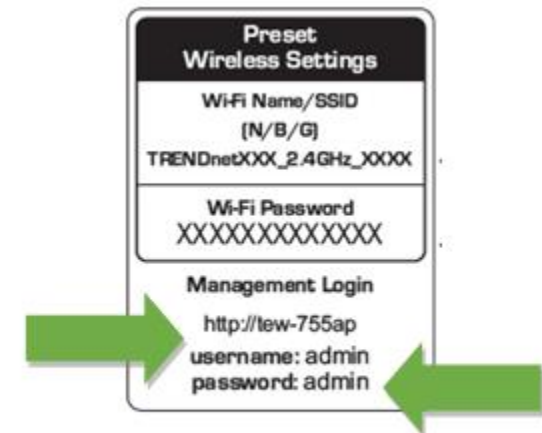 Preset
Wireless Settings
Wi-Fi Name/SSID
(N/B/G)
TRENDnetXXX_2.4GHz_XXXX
Wi-Fi Password
XXXXXXXXXXXXX
Management Login
http://tew-755ap
username: admin
password: admin